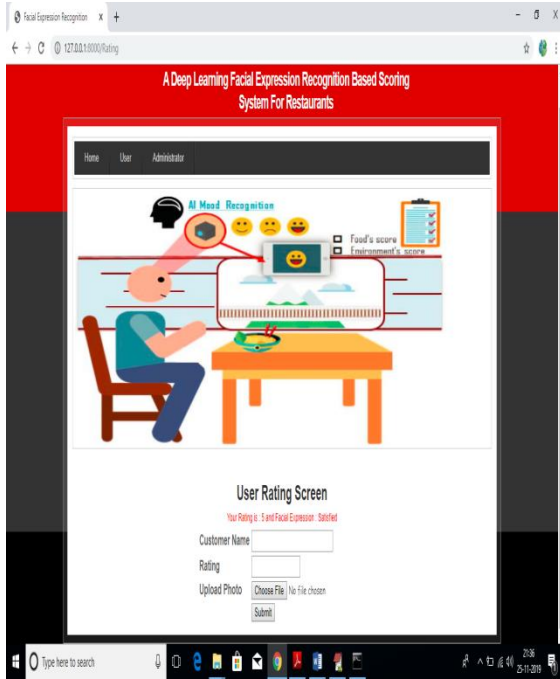 Facial Expression Recognition
127.0.0.1:8000/Rating
A Deep Learning Facial Expression Recognition Based Scoring
System For Restaurants
Home User Administrator
AI Mood Recognition
Food's score
Environment's score
User Rating Screen
Your Rating is : 5 and Facial Expression : Satisfied
Customer Name
Rating
Upload Photo Choose File No file chosen
Submit
Type here to search
21:36
25-11-2019